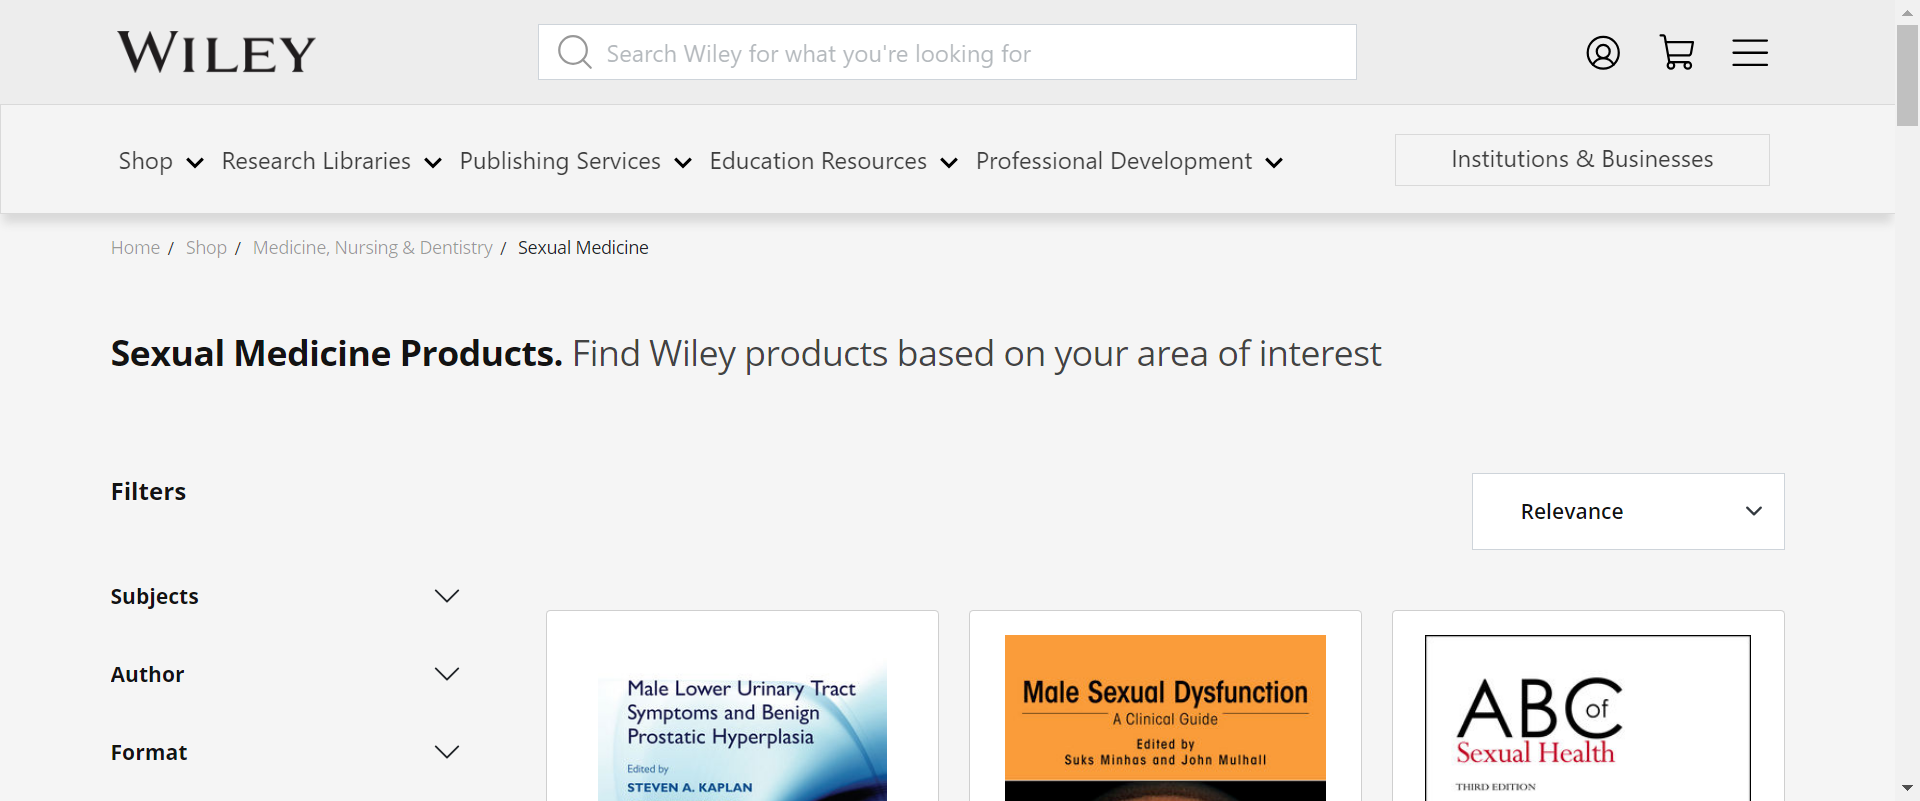 WILEY
Search Wiley for what you're looking for
Shop Research Libraries Publishing Services Education Resources Professional Development
Institutions & Businesses
Home / Shop / Medicine, Nursing & Dentistry / Sexual Medicine
Sexual Medicine Products. Find Wiley products based on your area of interest
Filters
Relevance
Subjects
Author
Format
Male Lower Urinary Tract
Symptoms and Benign
Prostatic Hyperplasia
Edited by
STEVEN A. KAPLAN
Male Sexual Dysfunction
A Clinical Guide
Edited by
Suks Minhas and John Mulhall
ABC of
Sexual Health
THIRD EDITION